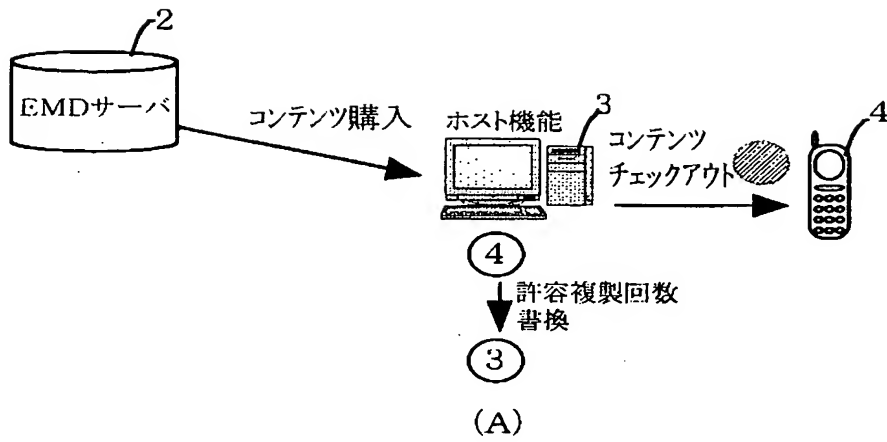 2
EMDサーバ
コンテンツ購入
ホスト機能
3
コンテンツ
チェックアウト
4
④
許容複製回数
書換
③
(A)